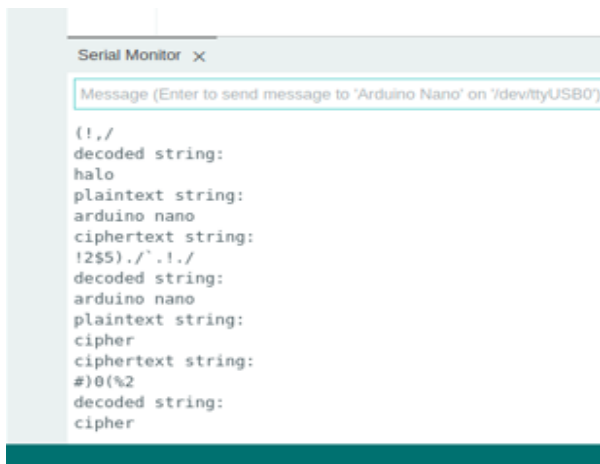 Serial Monitor ×
Message (Enter to send message to 'Arduino Nano' on '/dev/ttyUSB0')
(!,/
decoded string:
halo
plaintext string:
arduino nano
ciphertext string:
!2$5)./`.!./
decoded string:
arduino nano
plaintext string:
cipher
ciphertext string:
#)0(%2
decoded string:
cipher